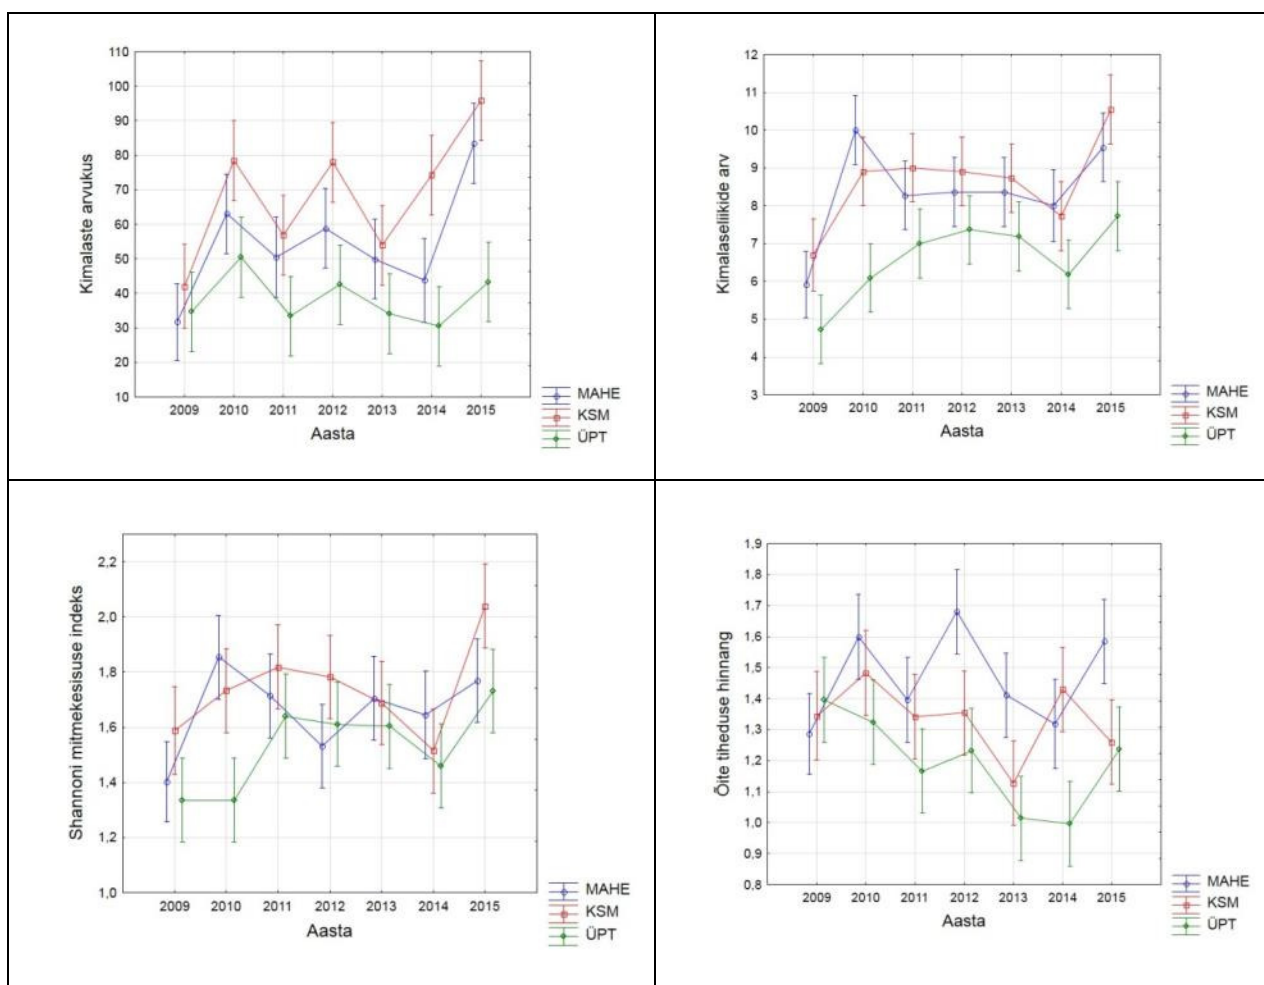 Kimalaste arvukus
110
100
90
80
70
60
50
40
30
20
10
2009 2010 2011 2012 2013 2014 2015
Aasta
MAHE
KSM
ÜPT
Kimalaseliikide arv
12
11
10
9
8
7
6
5
4
3
2009 2010 2011 2012 2013 2014 2015
Aasta
MAHE
KSM
ÜPT
Shannoni mitmekesisuse indeks
2,2
2,0
1,8
1,6
1,4
1,2
1,0
2009 2010 2011 2012 2013 2014 2015
Aasta
MAHE
KSM
ÜPT
Õite tiheduse hinnang
1,9
1,8
1,7
1,6
1,5
1,4
1,3
1,2
1,1
1,0
0,9
0,8
2009 2010 2011 2012 2013 2014 2015
Aasta
MAHE
KSM
ÜPT